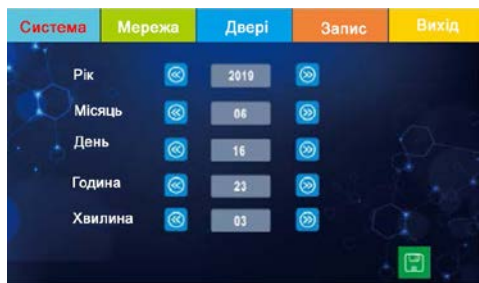 Система Мережа Двері Запис Вихід
Рік 2019
Місяць 06
День 16
Година 23
Хвилина 03